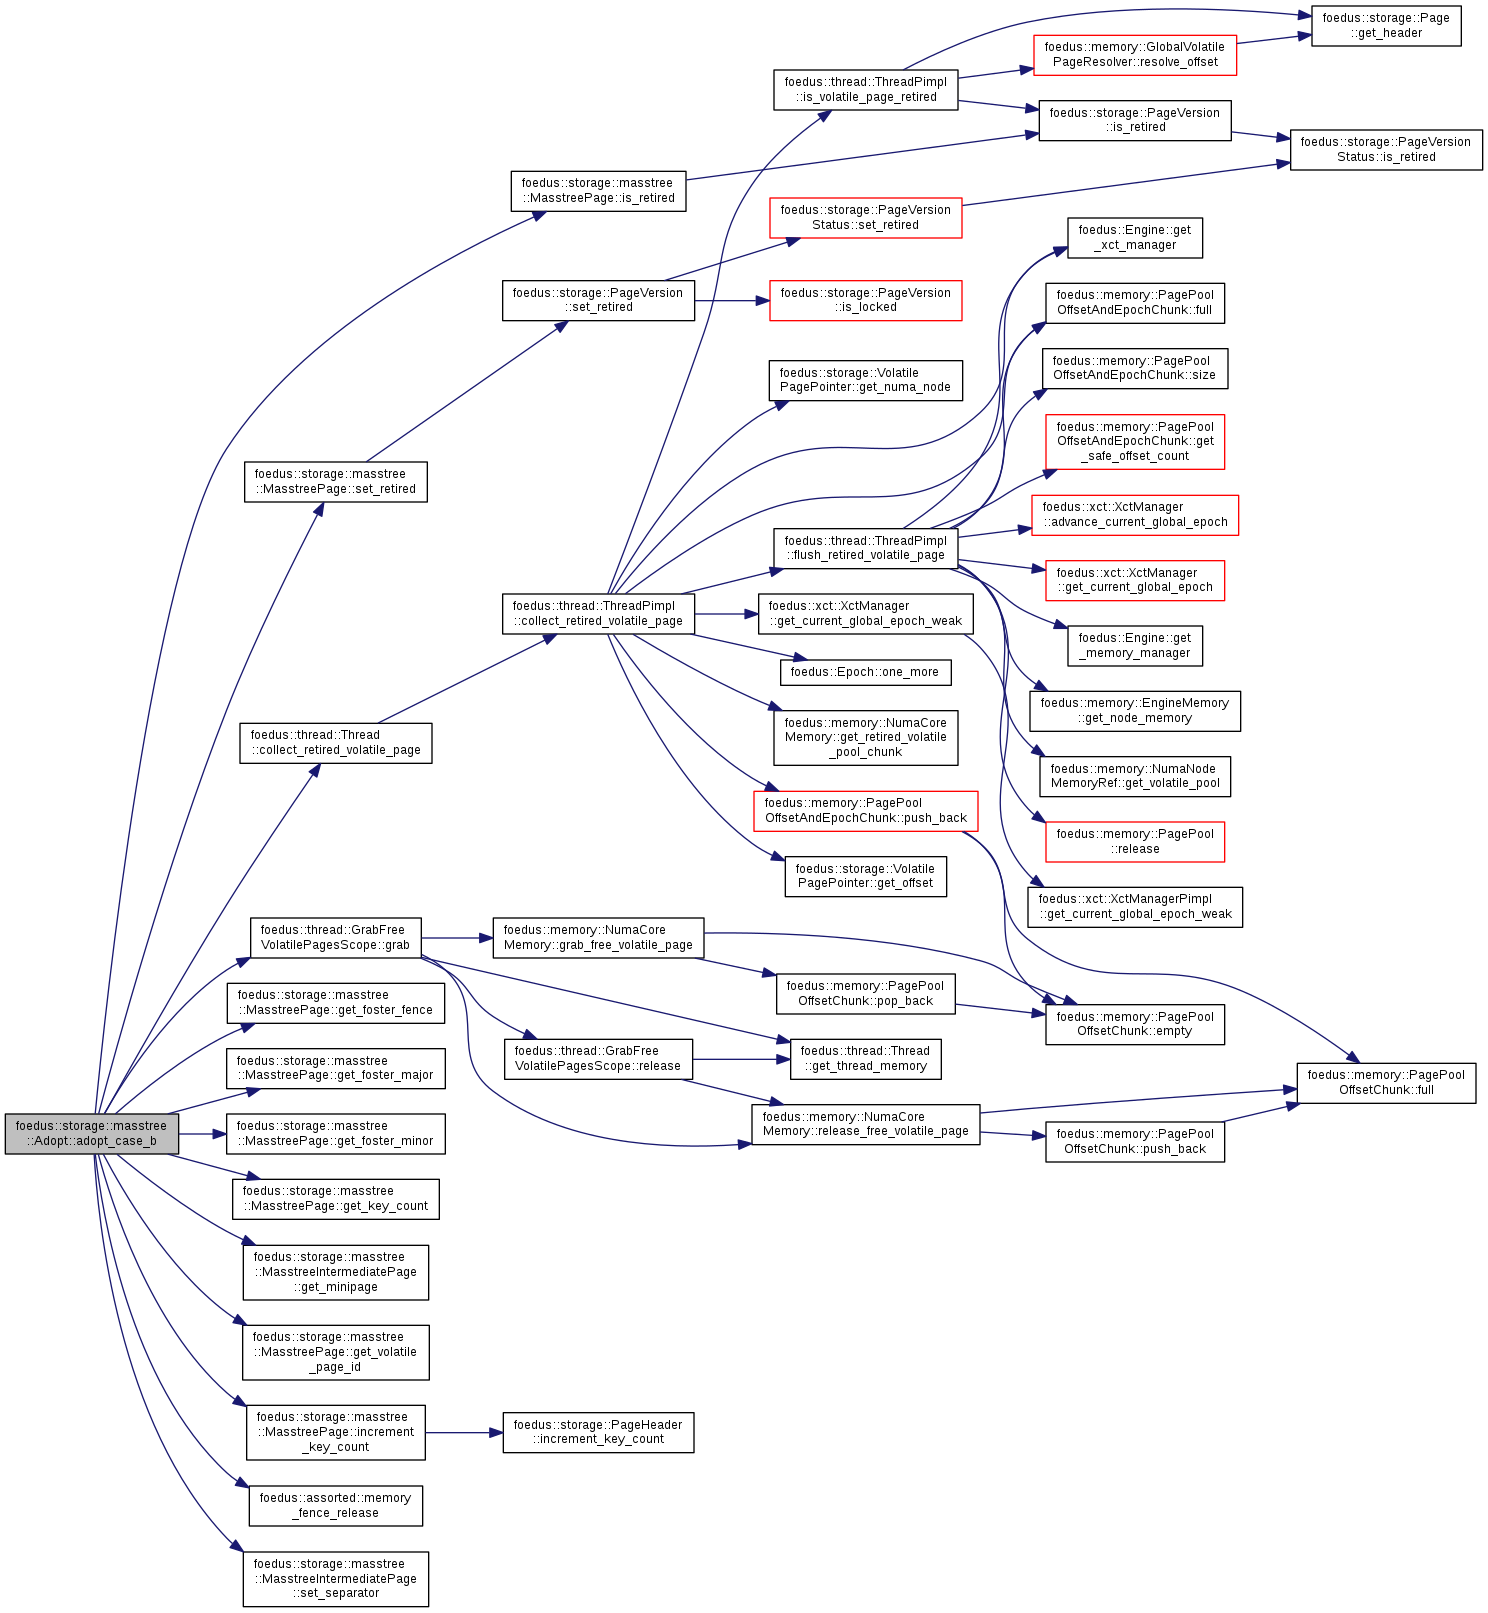 foedus::storage::Page
::get_header
foedus::memory::GlobalVolatile
PageResolver::resolve_offset
foedus::thread::ThreadPimpl
::is_volatile_page_retired
foedus::storage::PageVersion
::is_retired
foedus::storage::PageVersion
Status::is_retired
foedus::storage::masstree
::MasstreePage::is_retired
foedus::storage::PageVersion
Status::set_retired
foedus::Engine::get
_xct_manager
foedus::storage::PageVersion
::set_retired
foedus::storage::PageVersion
::is_locked
foedus::memory::PagePool
OffsetAndEpochChunk::full
foedus::storage::Volatile
PagePointer::get_numa_node
foedus::memory::PagePool
OffsetAndEpochChunk::size
foedus::memory::PagePool
OffsetAndEpochChunk::get
_safe_offset_count
foedus::storage::masstree
::MasstreePage::set_retired
foedus::xct::XctManager
::advance_current_global_epoch
foedus::thread::ThreadPimpl
::flush_retired_volatile_page
foedus::xct::XctManager
::get_current_global_epoch
foedus::thread::ThreadPimpl
::collect_retired_volatile_page
foedus::xct::XctManager
::get_current_global_epoch_weak
foedus::Engine::get
_memory_manager
foedus::Epoch::one_more
foedus::memory::EngineMemory
::get_node_memory
foedus::thread::Thread
::collect_retired_volatile_page
foedus::memory::NumaCore
Memory::get_retired_volatile
_pool_chunk
foedus::memory::NumaNode
MemoryRef::get_volatile_pool
foedus::memory::PagePool
OffsetAndEpochChunk::push_back
foedus::memory::PagePool
::release
foedus::storage::Volatile
PagePointer::get_offset
foedus::xct::XctManagerPimpl
::get_current_global_epoch_weak
foedus::thread::GrabFree
VolatilePagesScope::grab
foedus::memory::NumaCore
Memory::grab_free_volatile_page
foedus::memory::PagePool
OffsetChunk::pop_back
foedus::storage::masstree
::MasstreePage::get_foster_fence
foedus::memory::PagePool
OffsetChunk::empty
foedus::thread::GrabFree
VolatilePagesScope::release
foedus::thread::Thread
::get_thread_memory
foedus::storage::masstree
::MasstreePage::get_foster_major
foedus::memory::PagePool
OffsetChunk::full
foedus::storage::masstree
::Adopt::adopt_case_b
foedus::storage::masstree
::MasstreePage::get_foster_minor
foedus::memory::NumaCore
Memory::release_free_volatile_page
foedus::memory::PagePool
OffsetChunk::push_back
foedus::storage::masstree
::MasstreePage::get_key_count
foedus::storage::masstree
::MasstreeIntermediatePage
::get_minipage
foedus::storage::masstree
::MasstreePage::get_volatile
_page_id
foedus::storage::masstree
::MasstreePage::increment
_key_count
foedus::storage::PageHeader
::increment_key_count
foedus::assorted::memory
_fence_release
foedus::storage::masstree
::MasstreeIntermediatePage
::set_separator